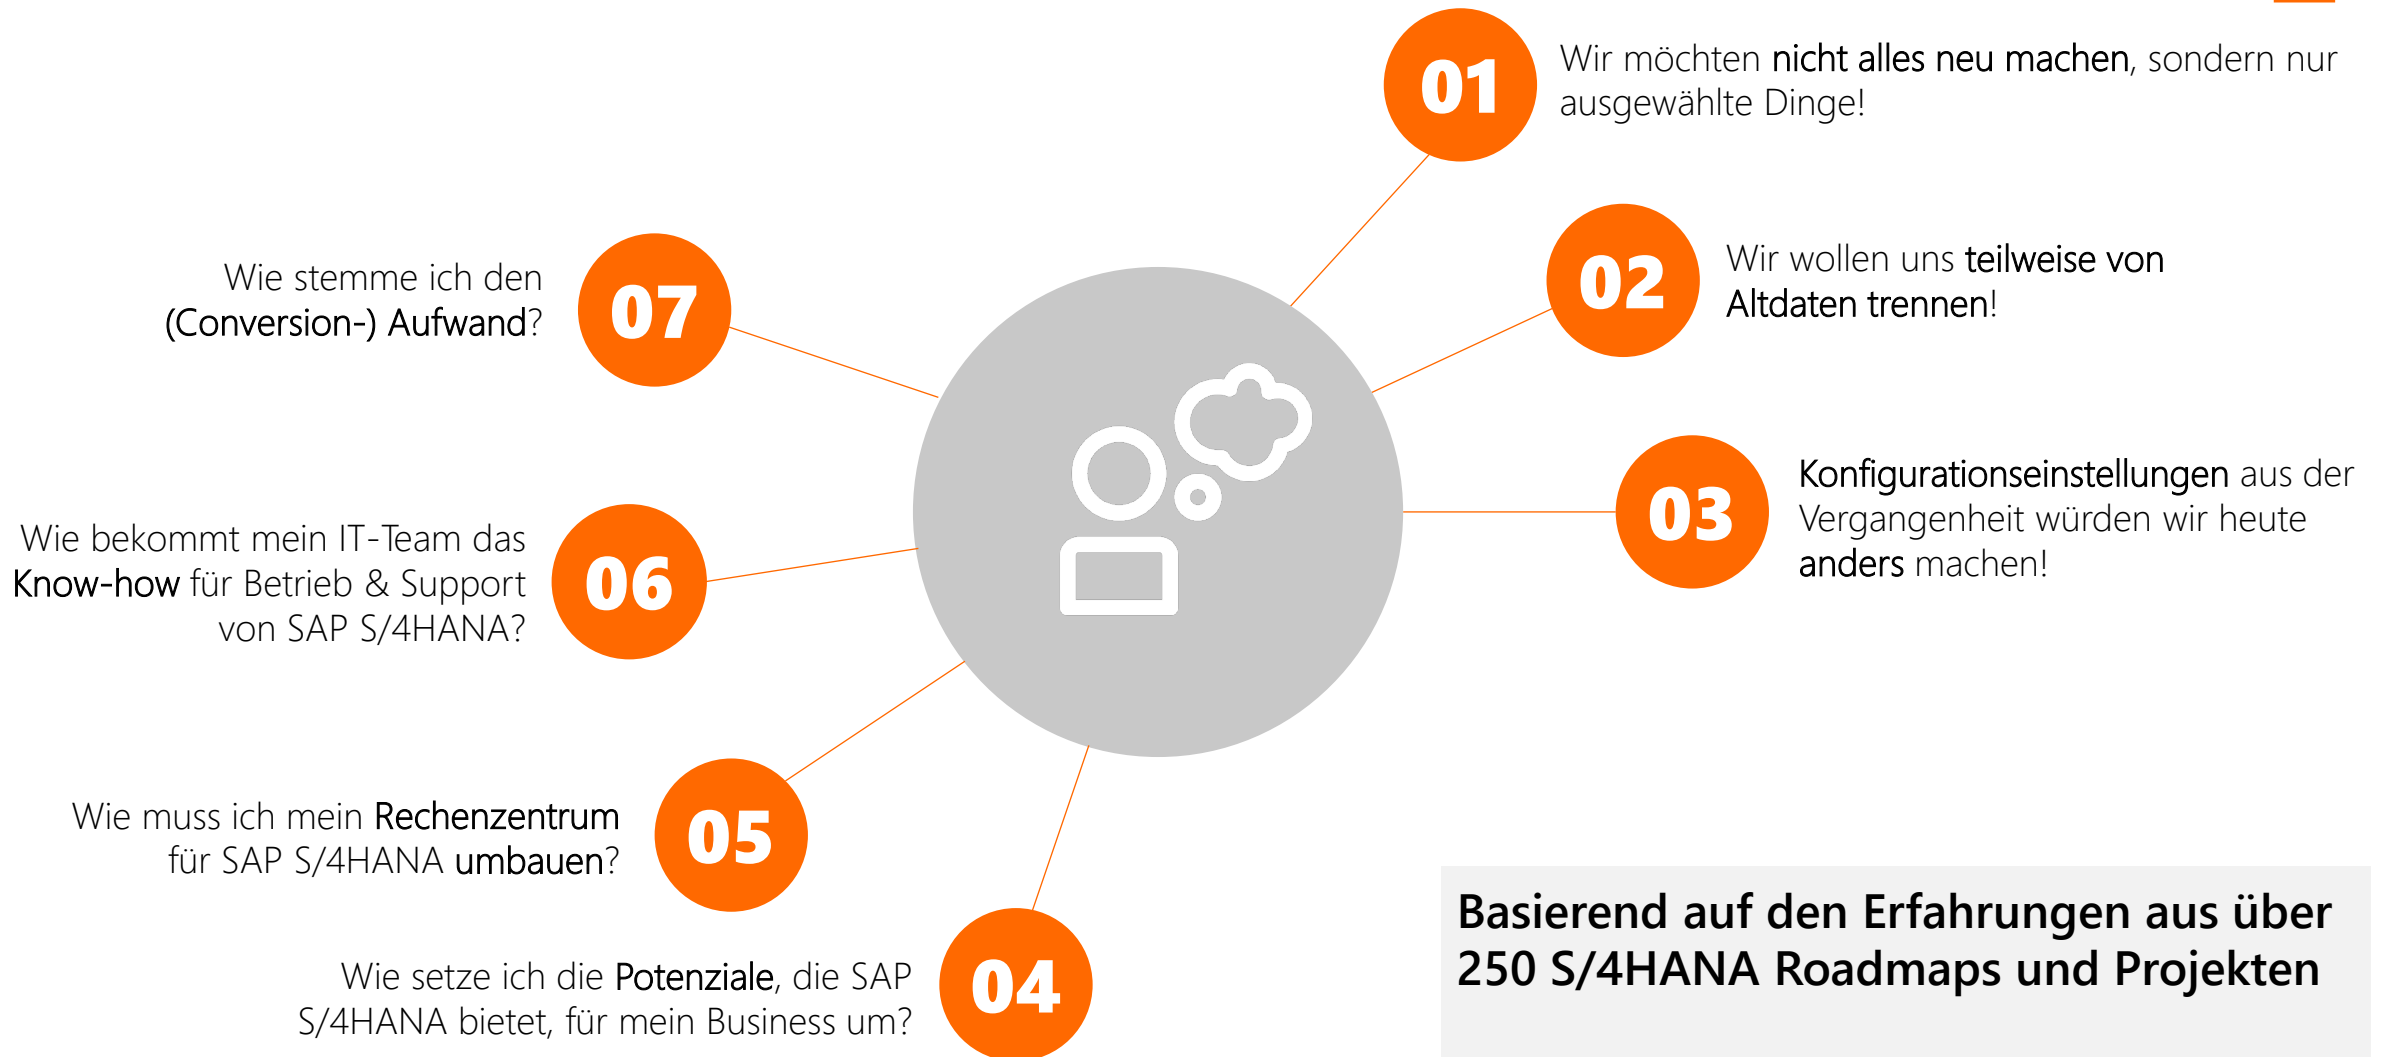 01
Wir möchten nicht alles neu machen, sondern nur
ausgewählte Dinge!
02
Wir wollen uns teilweise von
Altdaten trennen!
03
Konfigurationseinstellungen aus der
Vergangenheit würden wir heute
anders machen!
04
Wie setze ich die Potenziale, die SAP
S/4HANA bietet, für mein Business um?
05
Wie muss ich mein Rechenzentrum
für SAP S/4HANA umbauen?
06
Wie bekommt mein IT-Team das
Know-how für Betrieb & Support
von SAP S/4HANA?
07
Wie stemme ich den
(Conversion-) Aufwand?
Basierend auf den Erfahrungen aus über
250 S/4HANA Roadmaps und Projekten